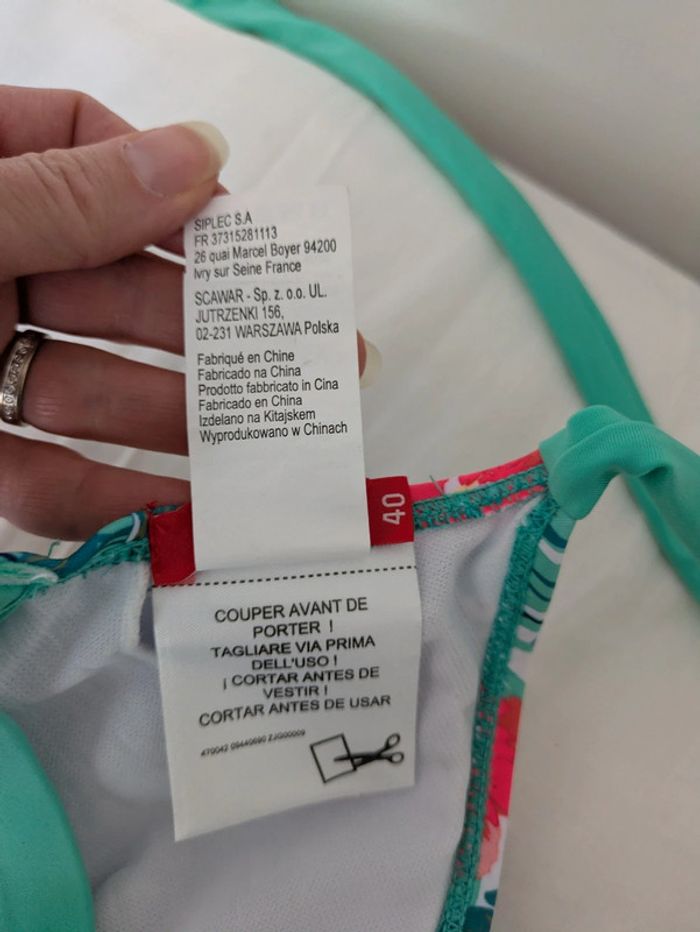 SIPLEC S.A
FR 37315281113
26 quai Marcel Boyer 94200
Ivry sur Seine France
SCAWAR - Sp. z. o.o. UL.
JUTRZENKI 156,
02-231 WARSZAWA Polska
Fabriqué en Chine
Fabricado na China
Prodotto fabbricato in Cina
Fabricado en China
Izdelano na Kitajskem
Wyprodukowano w Chinach
40
COUPER AVANT DE
PORTER !
TAGLIARE VIA PRIMA
DELL'USO !
¡ CORTAR ANTES DE
VESTIR !
CORTAR ANTES DE USAR